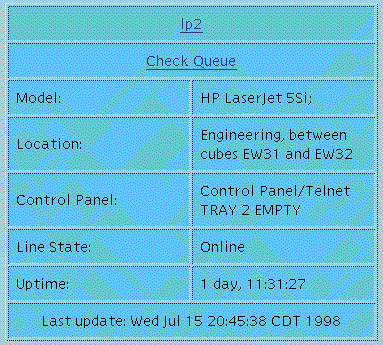 lp2
Check Queue
Model: HP LaserJet 5Si;
Location: Engineering, between
cubes EW31 and EW32
Control Panel: Control Panel/Telnet
TRAY 2 EMPTY
Line State: Online
Uptime: 1 day, 11:31:27
Last update: Wed Jul 15 20:45:38 CDT 1998